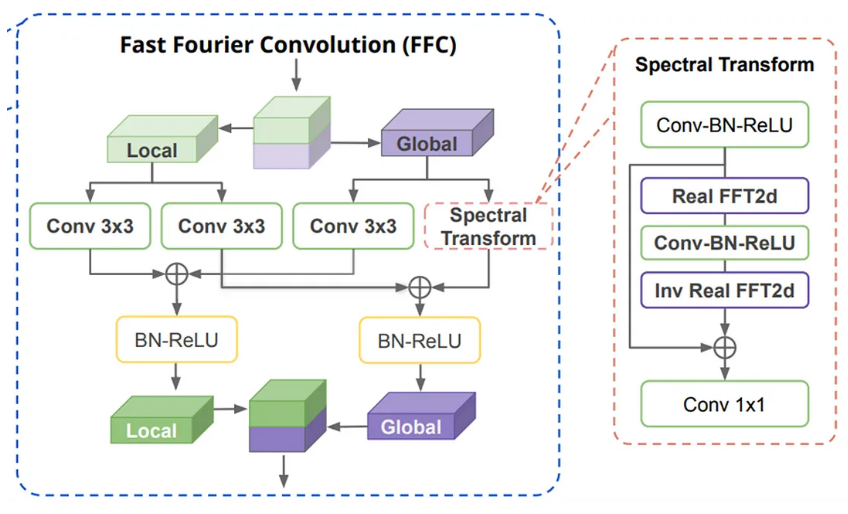 Fast Fourier Convolution (FFC)
Local
Global
Conv 3x3
Conv 3x3
Conv 3x3
Spectral
Transform
BN-ReLU
BN-ReLU
Local
Global
Spectral Transform
Conv-BN-ReLU
Real FFT2d
Conv-BN-ReLU
Inv Real FFT2d
Conv 1x1